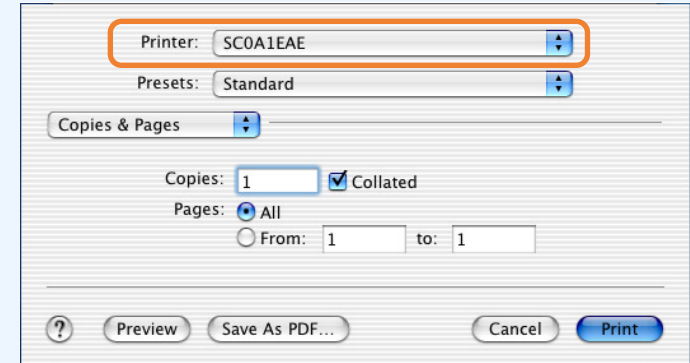 Printer: SC0A1EAE
Presets: Standard
Copies & Pages
Copies: 1 Collated
Pages: All
From: 1 to: 1
? Preview Save As PDF... Cancel Print